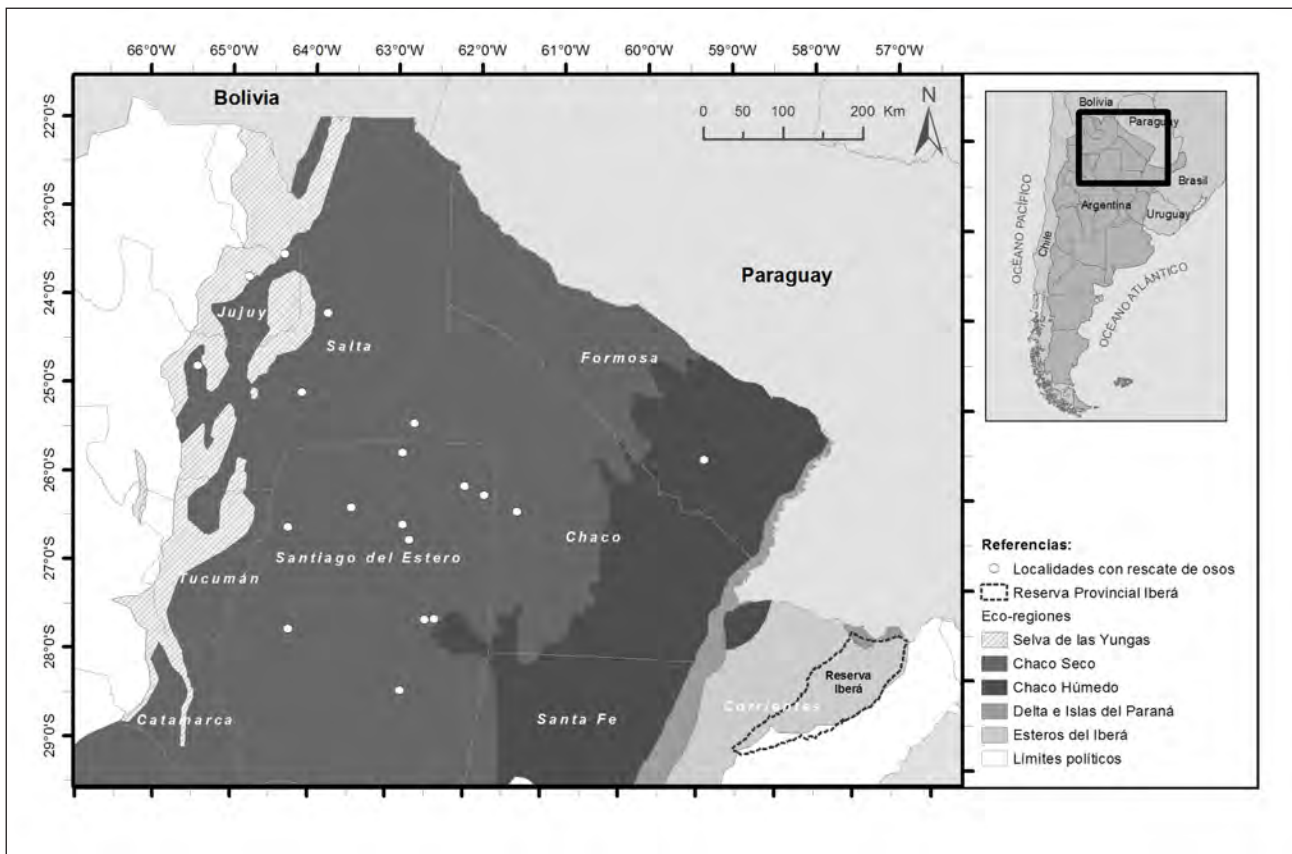 66°0'W 65°0'W 64°0'W 63°0'W 62°0'W 61°0'W 60°0'W 59°0'W 58°0'W 57°0'W
22°0'S
23°0'S
24°0'S
25°0'S
26°0'S
27°0'S
28°0'S
29°0'S
Bolivia
0 50 100 200 Km
N
Paraguay
Jujuy
Salta
Formosa
Chaco
Santiago del Estero
Tucumán
Catamarca
Santa Fe
Corrientes
Reserva
Iberá
Bolivia
Paraguay
Brasil
Argentina
Uruguay
Chile
OCÉANO PACÍFICO
OCÉANO ATLÁNTICO
Referencias:
Localidades con rescate de osos
Reserva Provincial Iberá
Eco-regiones
Selva de las Yungas
Chaco Seco
Chaco Húmedo
Delta e Islas del Paraná
Esteros del Iberá
Límites políticos